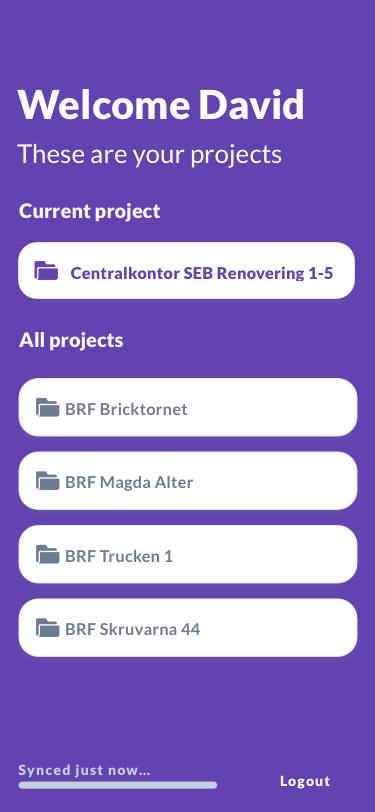 Welcome David
These are your projects
Current project
Centralkontor SEB Renovering 1-5
All projects
BRF Bricktornet
BRF Magda Alter
BRF Trucken 1
BRF Skruvarna 44
Synced just now...
Logout